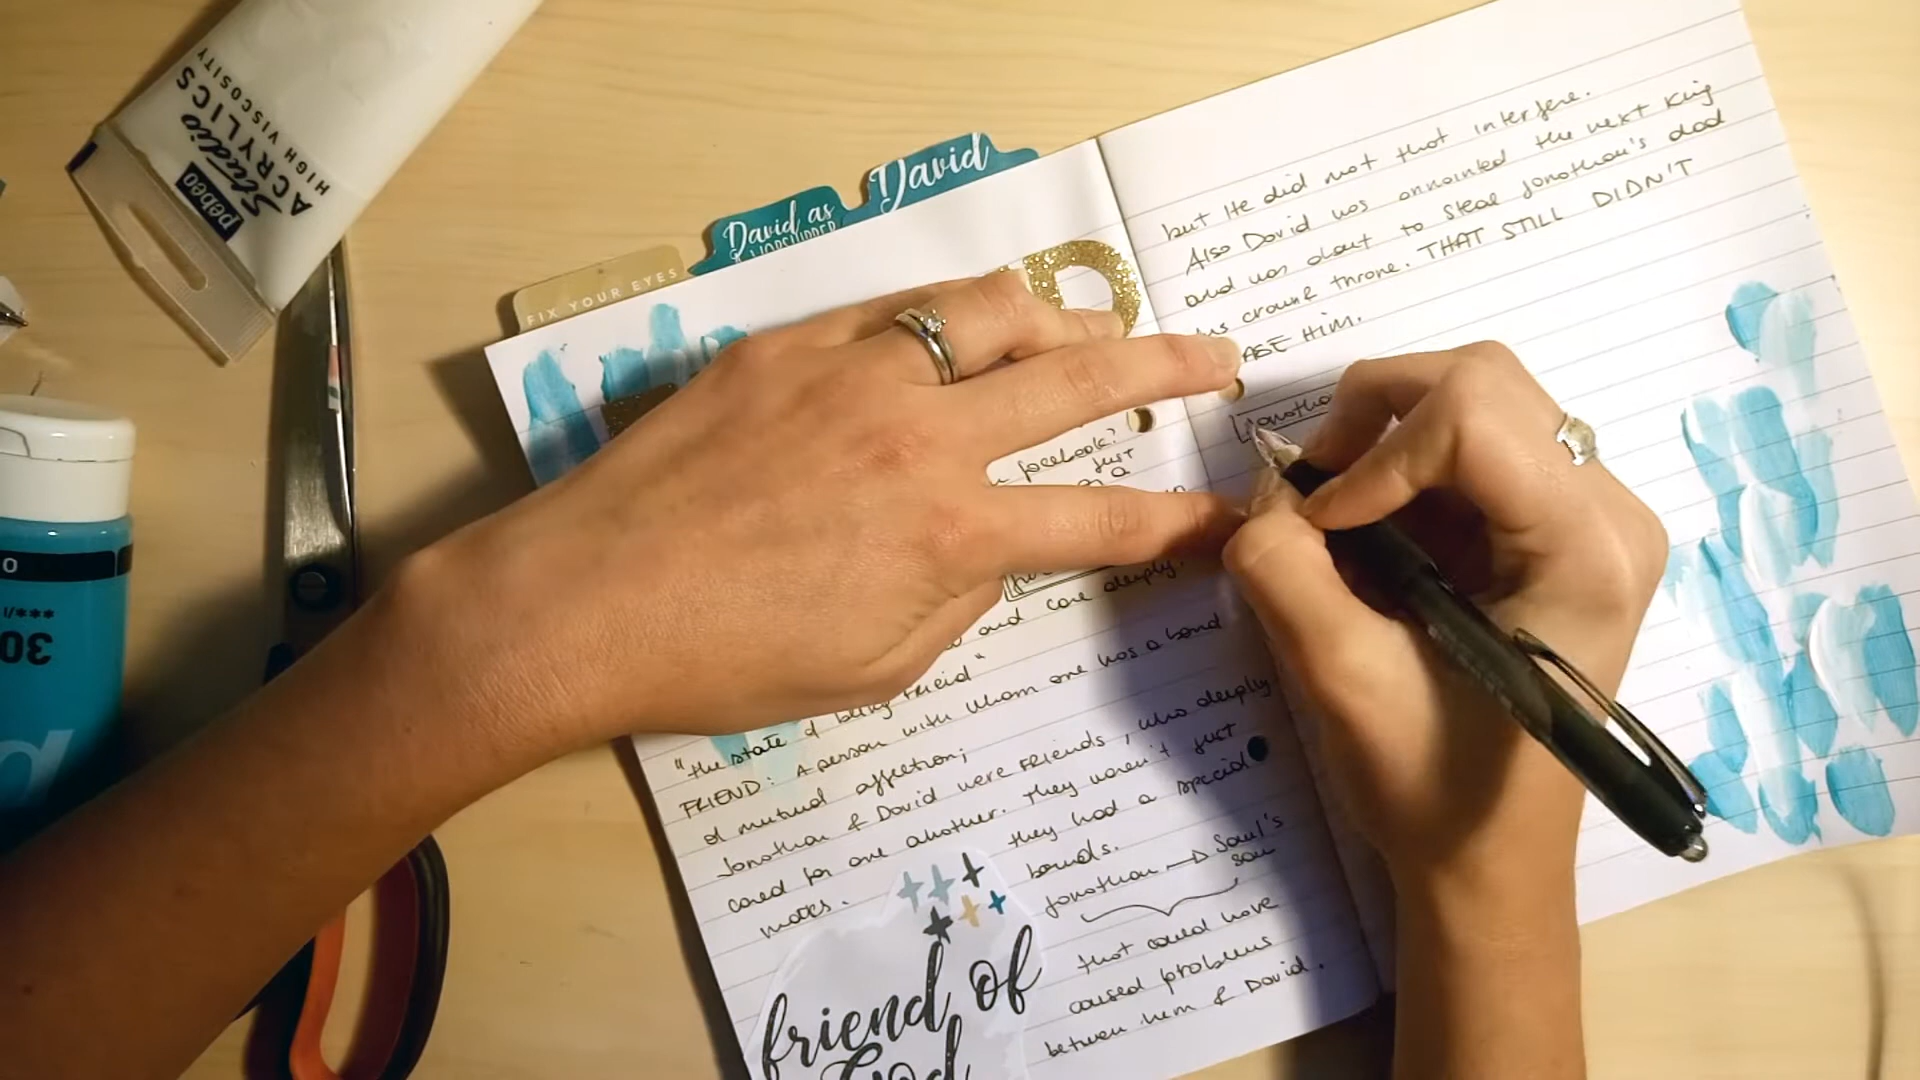 pebeo
Studio
ACRYLICS
HIGH VISCOSITY
30
FIX YOUR EYES
David as
David
D
facebook?
just
a
and care deeply.
"the state of being friend"
FRIEND: A person with whom one has a bond
of mutual affection;
Jonathan & David were FRIENDS, who deeply
cared for one another. They weren't just
mates.
they had a special
bonds.
Jonathan → Saul's
son
that could have
caused problems
between him & David.
friend of
God
but He did not that interfere.
Also David was annointed the next King
and was about to steal Jonathan's dad
crown & throne. THAT STILL DIDN'T
HIM.